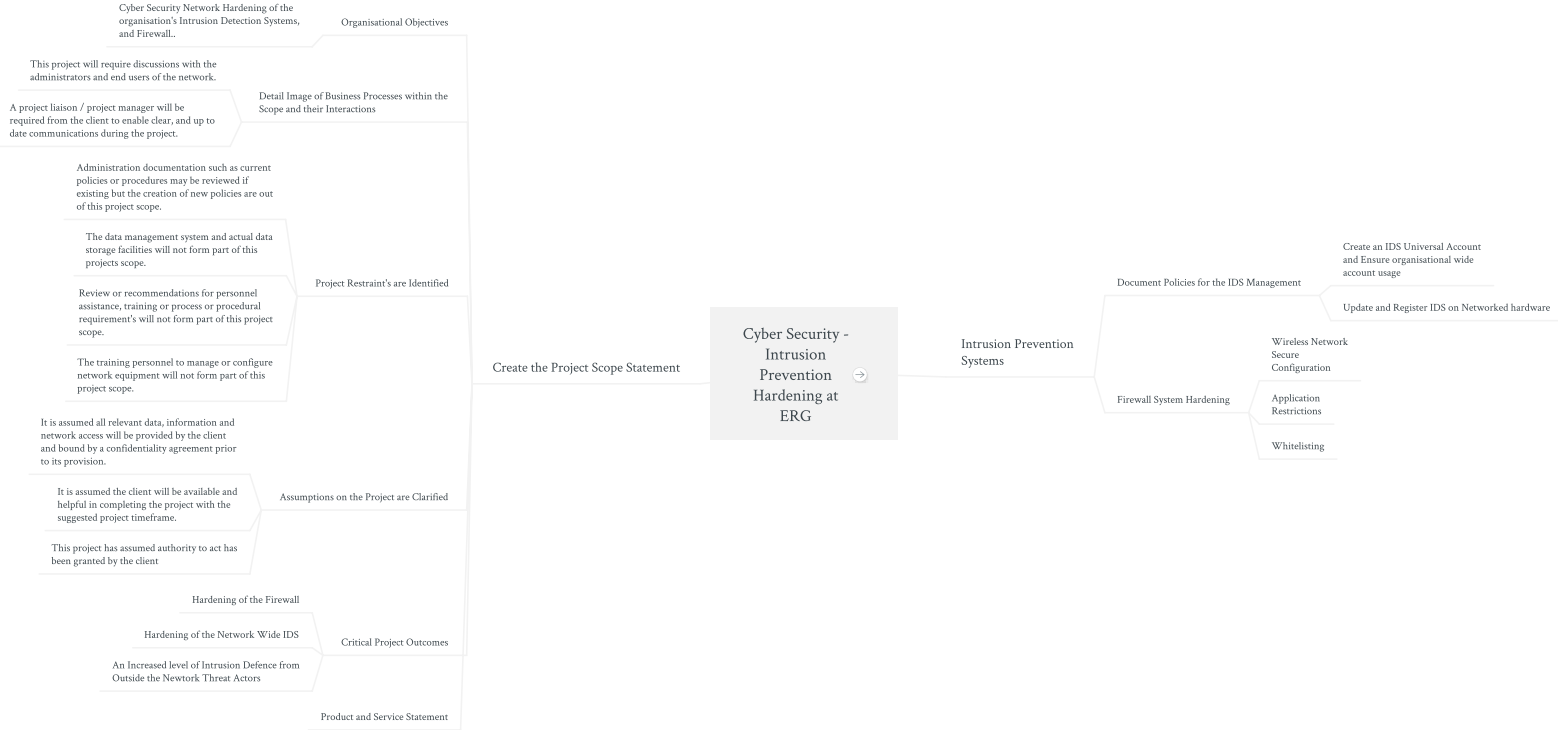 Cyber Security Network Hardening of the
organisation's Intrusion Detection Systems,
and Firewall..
Organisational Objectives
This project will require discussions with the
administrators and end users of the network.
A project liaison / project manager will be
required from the client to enable clear, and up to
date communications during the project.
Detail Image of Business Processes within the
Scope and their Interactions
Administration documentation such as current
policies or procedures may be reviewed if
existing but the creation of new policies are out
of this project scope.
The data management system and actual data
storage facilities will not form part of this
projects scope.
Review or recommendations for personnel
assistance, training or process or procedural
requirement's will not form part of this project
scope.
The training personnel to manage or configure
network equipment will not form part of this
project scope.
Project Restraint's are Identified
It is assumed all relevant data, information and
network access will be provided by the client
and bound by a confidentiality agreement prior
to its provision.
It is assumed the client will be available and
helpful in completing the project with the
suggested project timeframe.
This project has assumed authority to act has
been granted by the client
Assumptions on the Project are Clarified
Hardening of the Firewall
Hardening of the Network Wide IDS
An Increased level of Intrusion Defence from
Outside the Newtork Threat Actors
Critical Project Outcomes
Product and Service Statement
Create the Project Scope Statement
Cyber Security -
Intrusion
Prevention
Hardening at
ERG
Intrusion Prevention
Systems
Document Policies for the IDS Management
Create an IDS Universal Account
and Ensure organisational wide
account usage
Update and Register IDS on Networked hardware
Firewall System Hardening
Wireless Network
Secure
Configuration
Application
Restrictions
Whitelisting